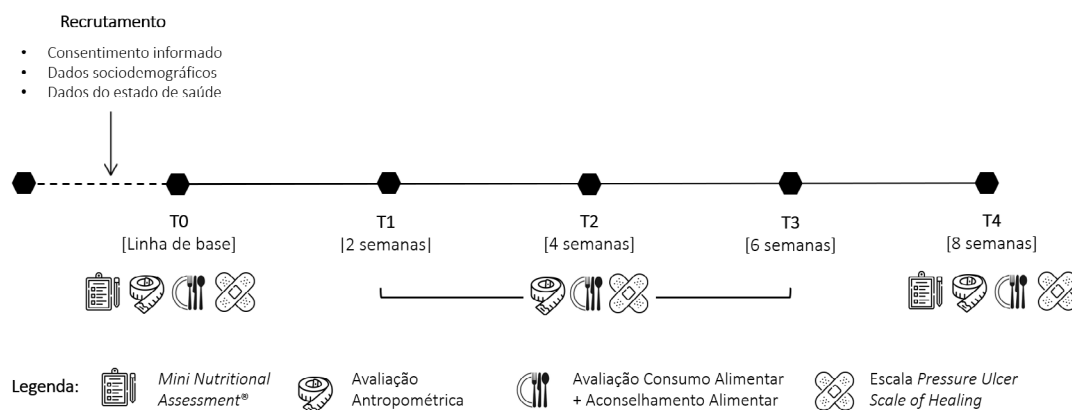 Recrutamento
• Consentimento informado
• Dados sociodemográficos
• Dados do estado de saúde
T0
[Linha de base]
T1
|2 semanas|
T2
[4 semanas]
T3
[6 semanas]
T4
[8 semanas]
Legenda:
Mini Nutritional
Assessment®
Avaliação
Antropométrica
Avaliação Consumo Alimentar
+ Aconselhamento Alimentar
Escala Pressure Ulcer
Scale of Healing